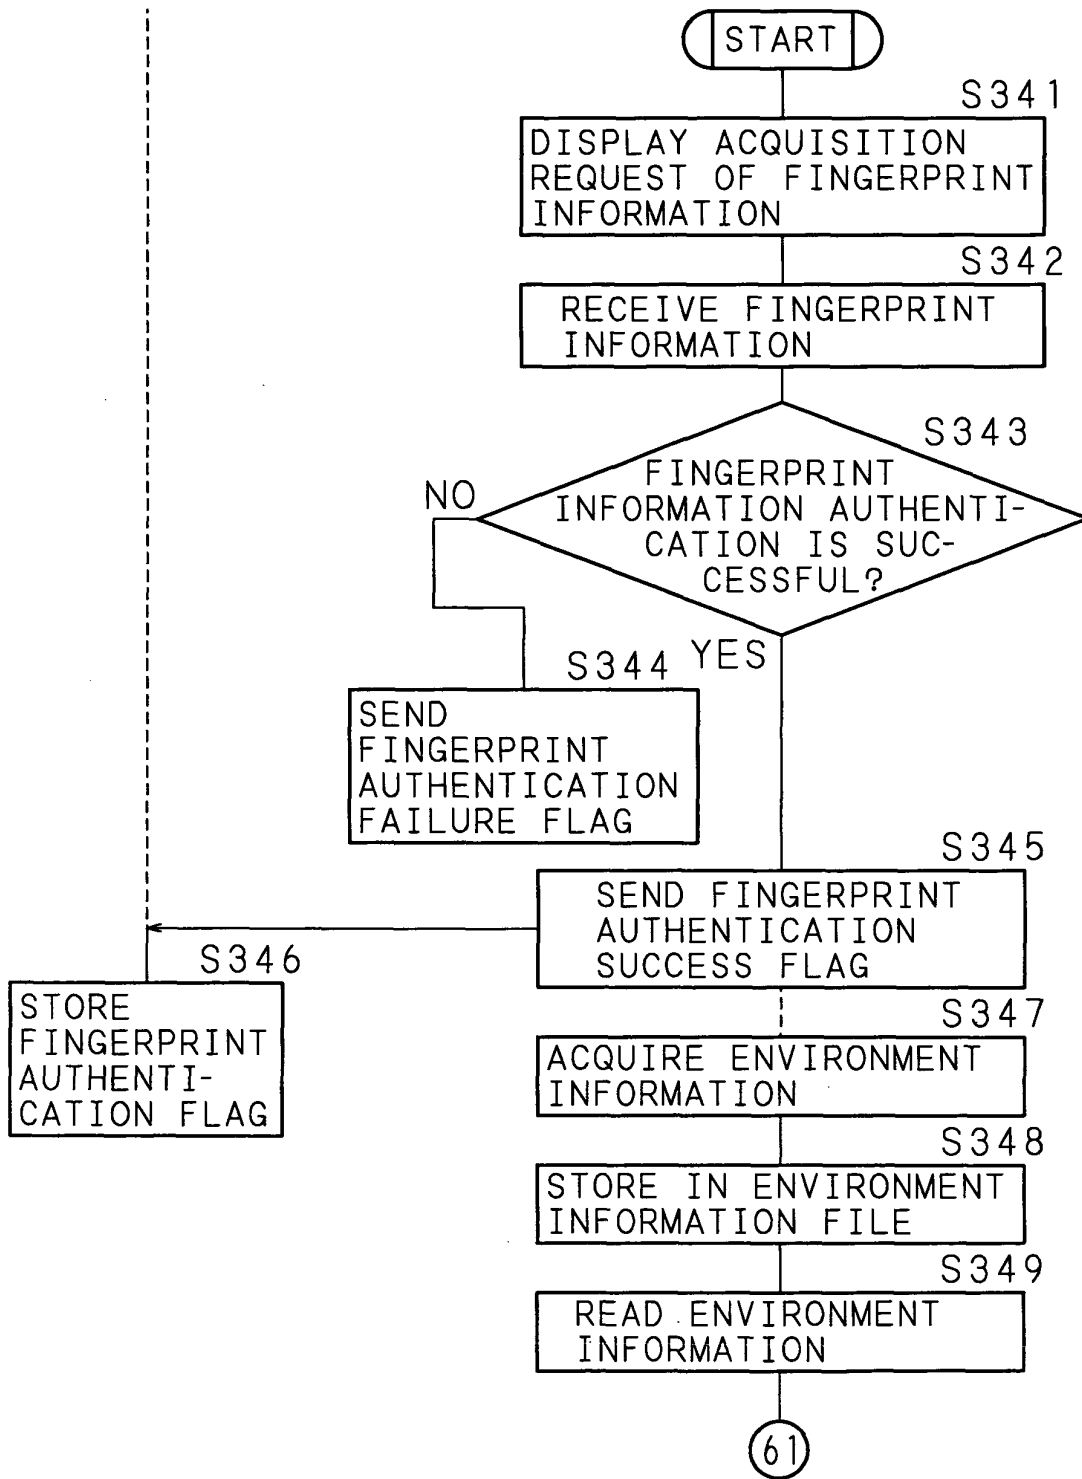 START
S341
DISPLAY ACQUISITION
REQUEST OF FINGERPRINT
INFORMATION
S342
RECEIVE FINGERPRINT
INFORMATION
S343
FINGERPRINT
INFORMATION AUTHENTI-
CATION IS SUC-
CESSFUL?
NO
YES
S344
SEND
FINGERPRINT
AUTHENTICATION
FAILURE FLAG
S345
SEND FINGERPRINT
AUTHENTICATION
SUCCESS FLAG
S346
STORE
FINGERPRINT
AUTHENTI-
CATION FLAG
S347
ACQUIRE ENVIRONMENT
INFORMATION
S348
STORE IN ENVIRONMENT
INFORMATION FILE
S349
READ ENVIRONMENT
INFORMATION
61